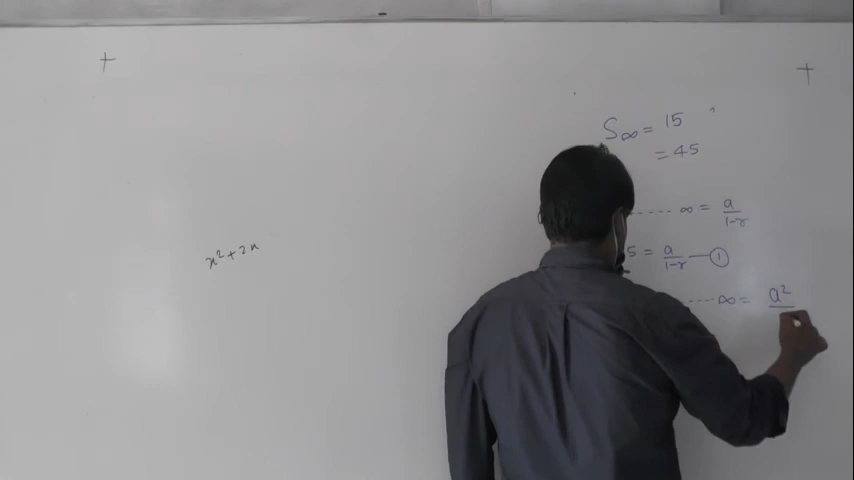 S∞ = 15
= 45
..... ∞ = a/1-r
5 = a/1-r — ①
x² + 2x
.... ∞ = a²